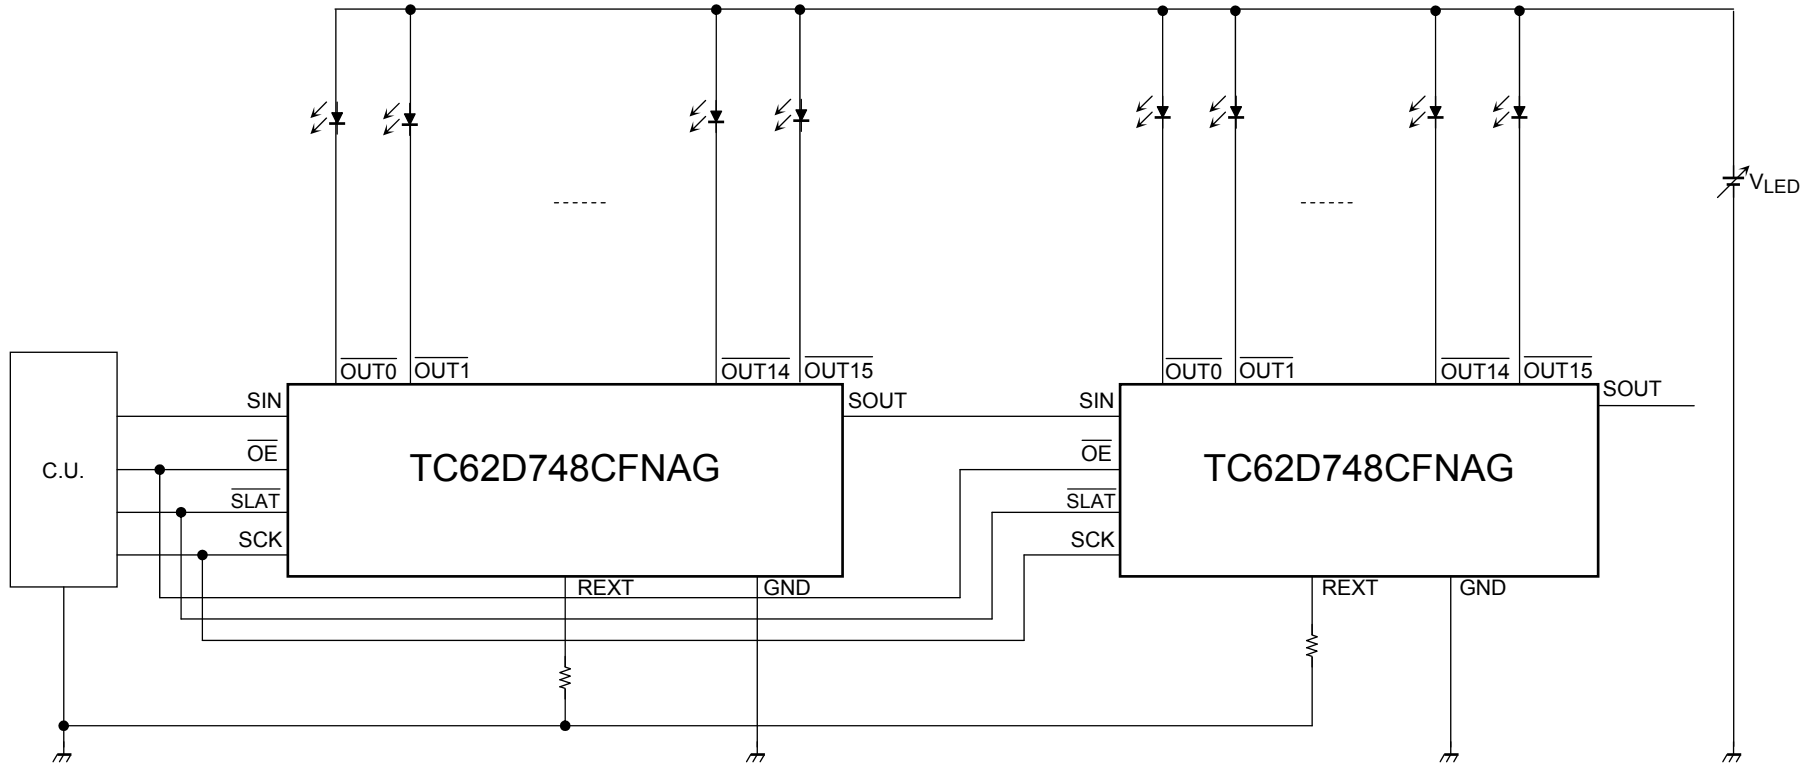 V_LED
OUT0 OUT1 OUT14 OUT15 OUT0 OUT1 OUT14 OUT15
SIN SOUT SIN SOUT
OE OE
C.U. TC62D748CFNAG TC62D748CFNAG
SLAT SLAT
SCK SCK
REXT GND REXT GND